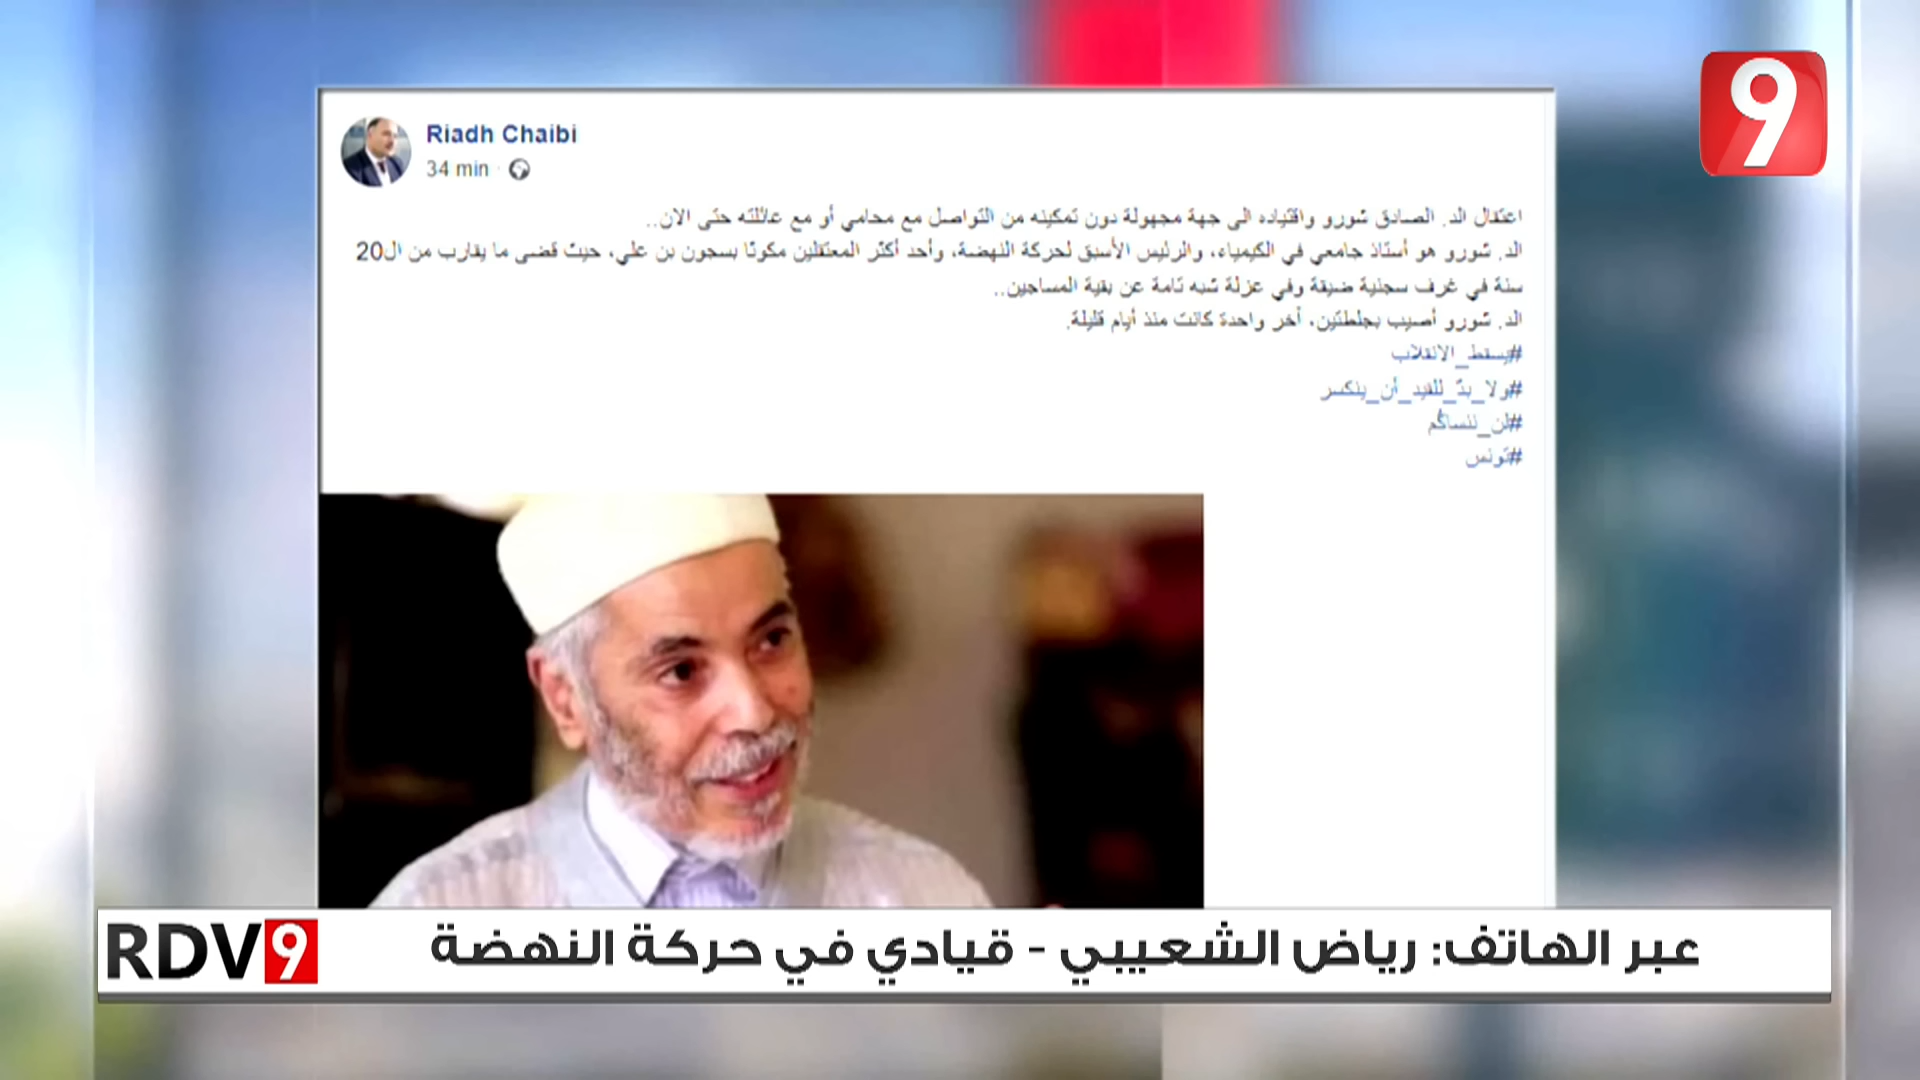 9
Riadh Chaibi
34 min
اعتقال الد. الصادق شورو واقتياده الى جهة مجهولة دون تمكينه من التواصل مع محامي أو مع عائلته حتى الان..
الد. شورو هو أستاذ جامعي في الكيمياء، والرئيس الأسبق لحركة النهضة، وأحد أكثر المعتقلين مكوثا بسجون بن علي، حيث قضى ما يقارب من ال20
سنة في غرف سجنية ضيقة وفي عزلة شبه تامة عن بقية المساجين..
الد. شورو أصيب بجلطتين، أخر واحدة كانت منذ أيام قليلة.
#يسقط_الانقلاب
#ولا_بدّ_للقيد_أن_ينكسر
#لن_ننساكم
#تونس
عبر الهاتف: رياض الشعيبي - قيادي في حركة النهضة
RDV9